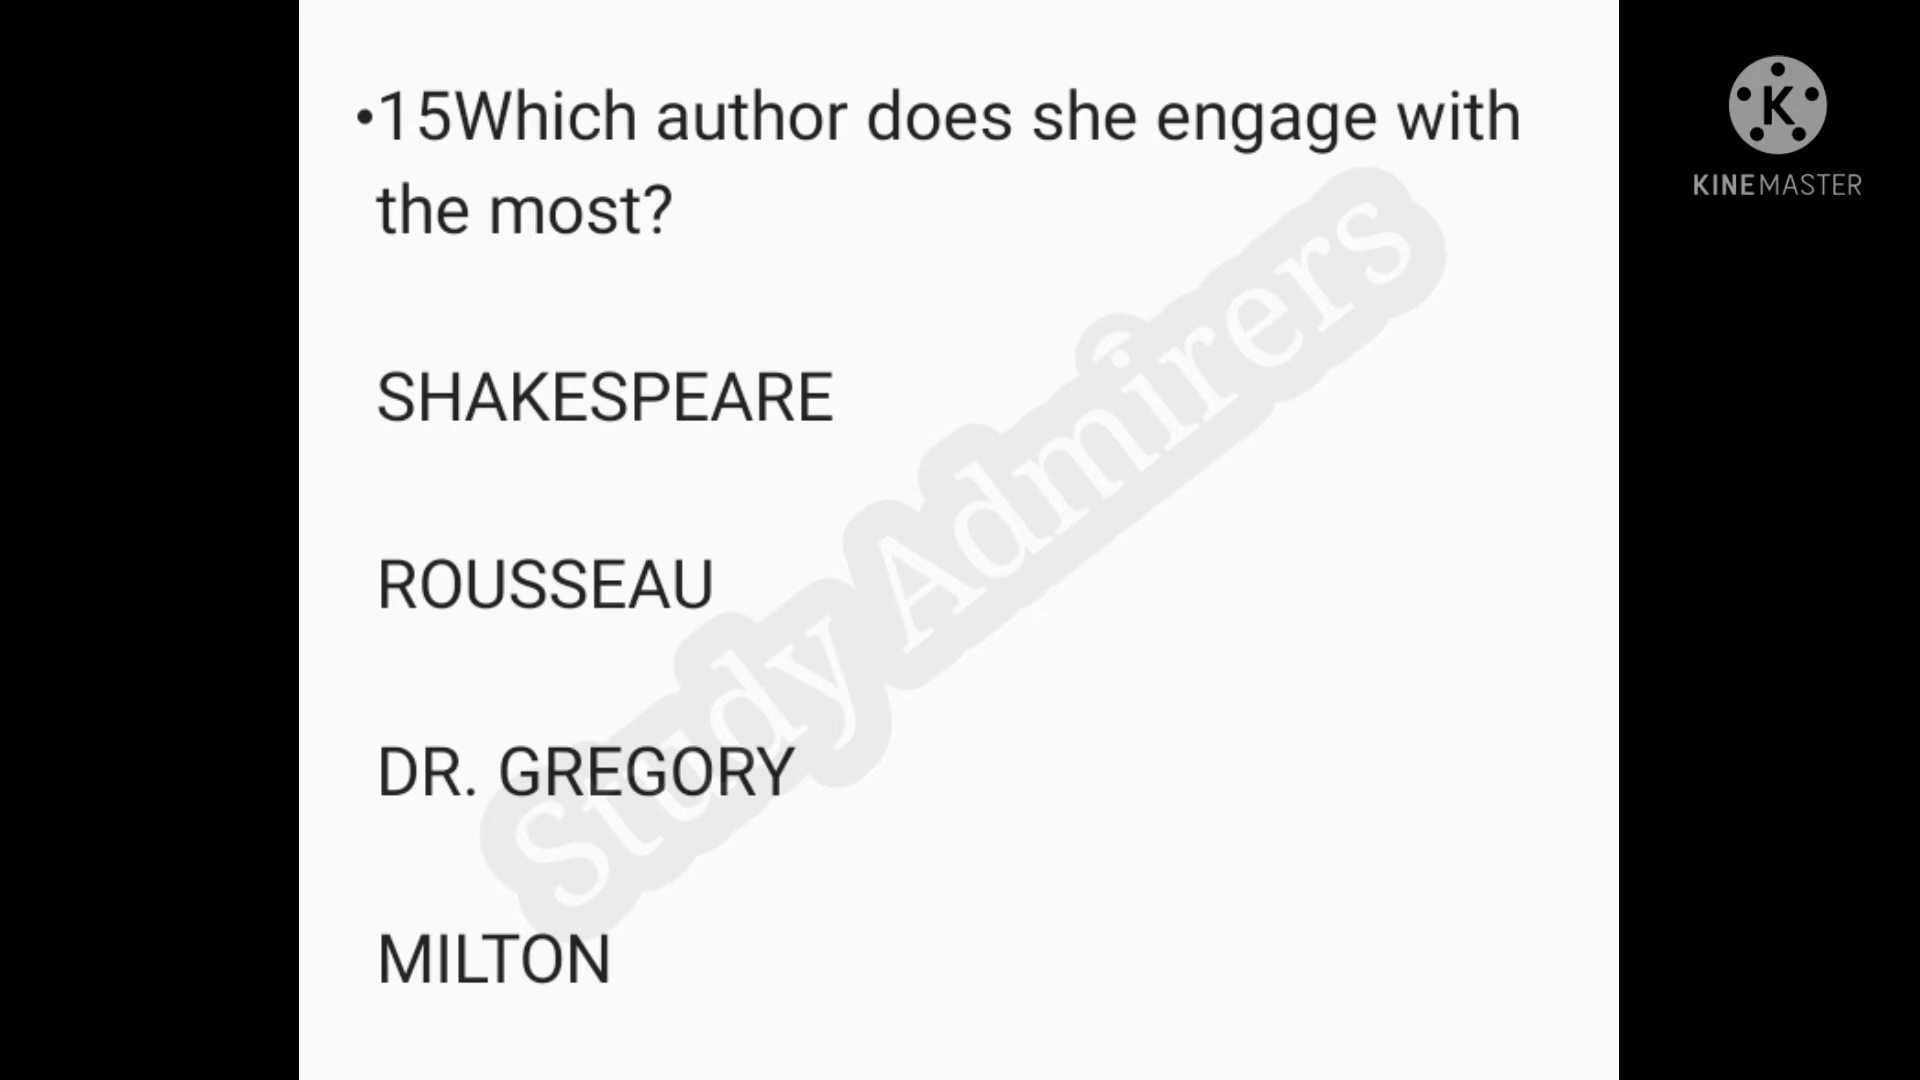 •15Which author does she engage with
the most?
SHAKESPEARE
ROUSSEAU
DR. GREGORY
MILTON
Study Admirers
K
KINEMASTER